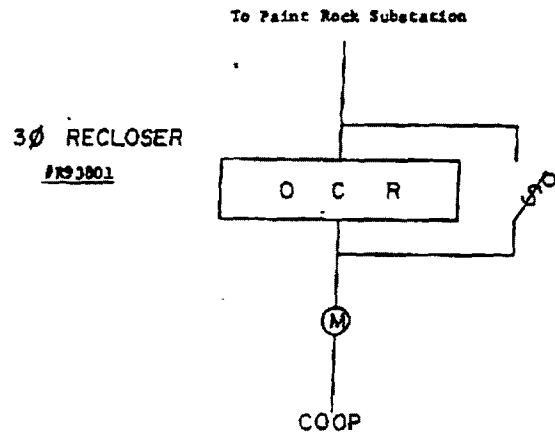 To Paint Rock Substation
3Ø RECLOSER
#R93801
O C R
M
COOP